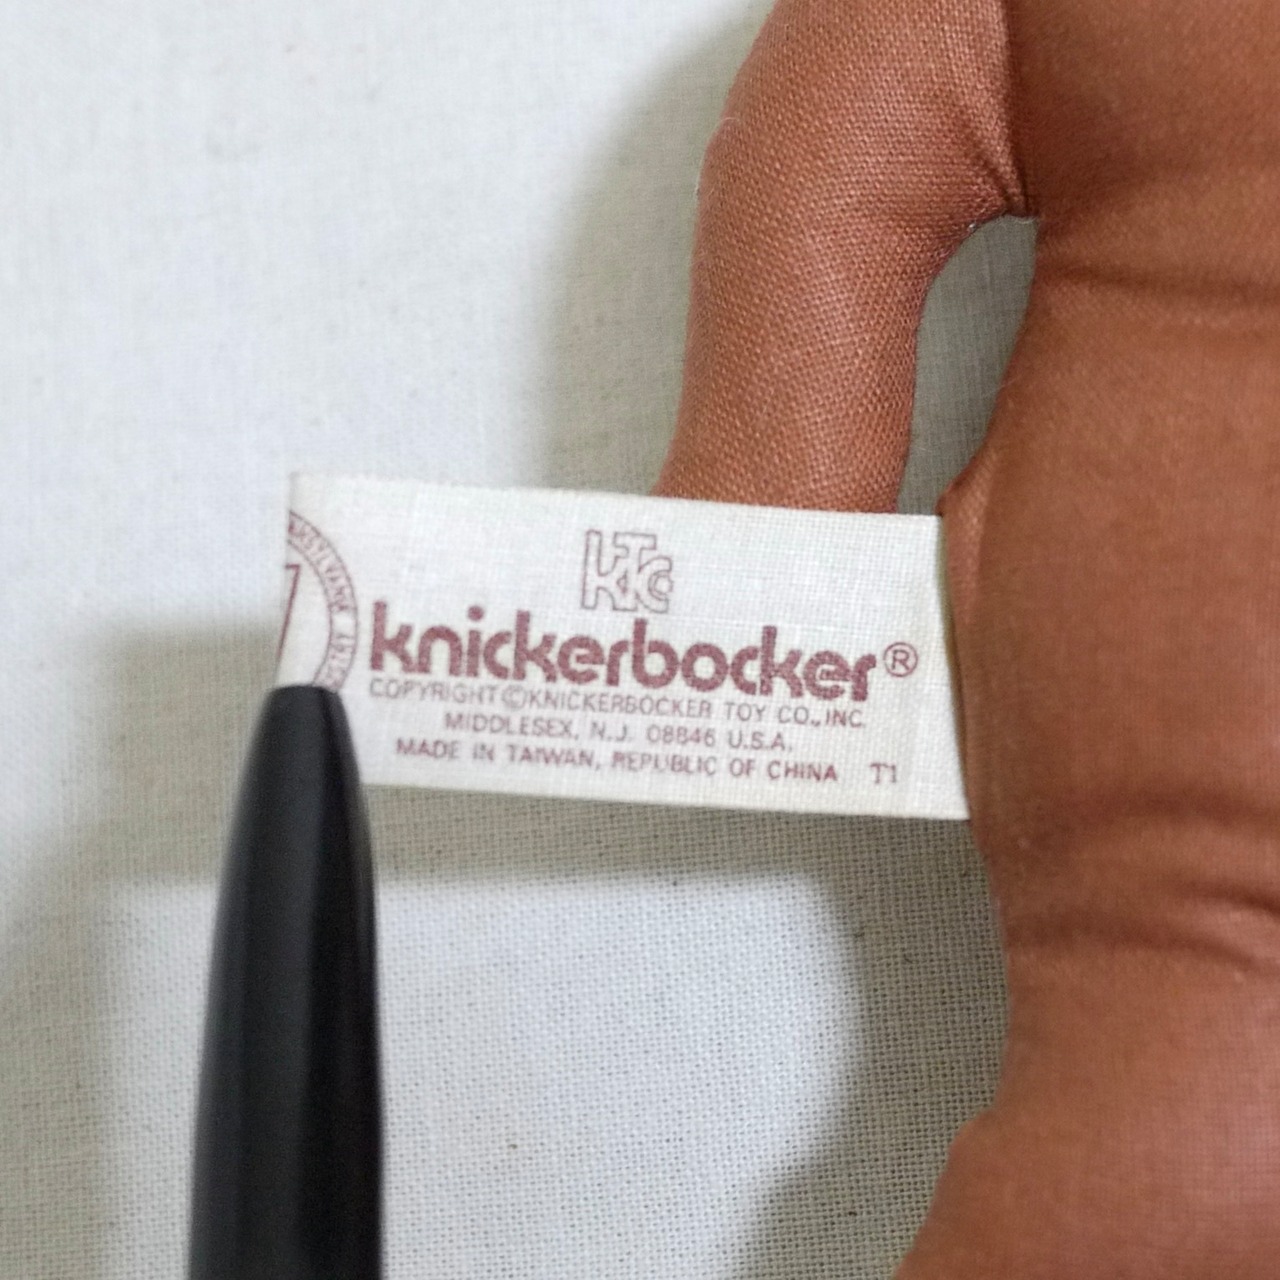 KTC
knickerbocker®
COPYRIGHT ©KNICKERBOCKER TOY CO., INC.
MIDDLESEX, N.J. 08846 U.S.A.
MADE IN TAIWAN, REPUBLIC OF CHINA T1